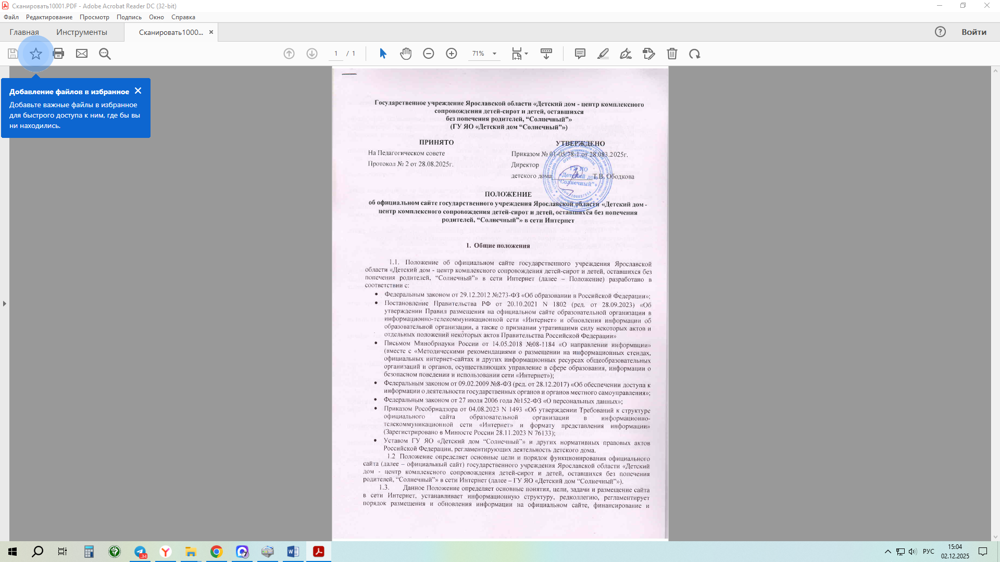 Сканировать10001.PDF - Adobe Acrobat Reader DC (32-bit)
Файл Редактирование Просмотр Подпись Окно Справка
Главная Инструменты Сканировать1000... Войти
1 / 1 71%
Добавление файлов в избранное
Добавьте важные файлы в избранное
для быстрого доступа к ним, где бы вы
ни находились.
Государственное учреждение Ярославской области «Детский дом - центр комплексного
сопровождения детей-сирот и детей, оставшихся
без попечения родителей, “Солнечный”»
(ГУ ЯО «Детский дом “Солнечный”»)
ПРИНЯТО
На Педагогическом совете
Протокол № 2 от 28.08.2025г.
УТВЕРЖДЕНО
Приказом № 01-05/78-1 от 28.083.2025г.
Директор
детского дома Т.В. Ободкова
ГУ ЯО
«Детский дом
“Солнечный”»
ПОЛОЖЕНИЕ
об официальном сайте государственного учреждения Ярославской области «Детский дом -
центр комплексного сопровождения детей-сирот и детей, оставшихся без попечения
родителей, “Солнечный”» в сети Интернет
1. Общие положения
1.1. Положение об официальном сайте государственного учреждения Ярославской
области «Детский дом - центр комплексного сопровождения детей-сирот и детей, оставшихся без
попечения родителей, “Солнечный”» в сети Интернет (далее – Положение) разработано в
соответствии с:
• Федеральным законом от 29.12.2012 №273-ФЗ «Об образовании в Российской Федерации»;
• Постановление Правительства РФ от 20.10.2021 N 1802 (ред. от 28.09.2023) «Об
утверждении Правил размещения на официальном сайте образовательной организации в
информационно-телекоммуникационной сети «Интернет» и обновления информации об
образовательной организации, а также о признании утратившими силу некоторых актов и
отдельных положений некоторых актов Правительства Российской Федерации»
• Письмом Минобрнауки России от 14.05.2018 №08-1184 «О направлении информации»
(вместе с «Методическими рекомендациями о размещении на информационных стендах,
официальных интернет-сайтах и других информационных ресурсах общеобразовательных
организаций и органов, осуществляющих управление в сфере образования, информации о
безопасном поведении и использовании сети «Интернет»);
• Федеральным законом от 09.02.2009 №8-ФЗ (ред. от 28.12.2017) «Об обеспечении доступа к
информации о деятельности государственных органов и органов местного самоуправления»;
• Федеральным законом от 27 июля 2006 года №152-ФЗ «О персональных данных»;
• Приказом Рособрнадзора от 04.08.2023 N 1493 «Об утверждении Требований к структуре
официального сайта образовательной организации в информационно-
телекоммуникационной сети «Интернет» и формату представления информации»
(Зарегистрировано в Минюсте России 28.11.2023 N 76133);
• Уставом ГУ ЯО «Детский дом “Солнечный”» и других нормативных правовых актов
Российской Федерации, регламентирующих деятельность детского дома.
1.2 Положение определяет основные цели и порядок функционирования официального
сайта (далее – официальный сайт) государственного учреждения Ярославской области «Детский
дом - центр комплексного сопровождения детей-сирот и детей, оставшихся без попечения
родителей, “Солнечный”» в сети Интернет (далее – ГУ ЯО «Детский дом “Солнечный”»).
1.3. Данное Положение определяет основные понятия, цели, задачи и размещение сайта
в сети Интернет, устанавливает информационную структуру, редколлегию, регламентирует
порядок размещения и обновления информации на официальном сайте, финансирование и
34 7 РУС 15:04
02.12.2025